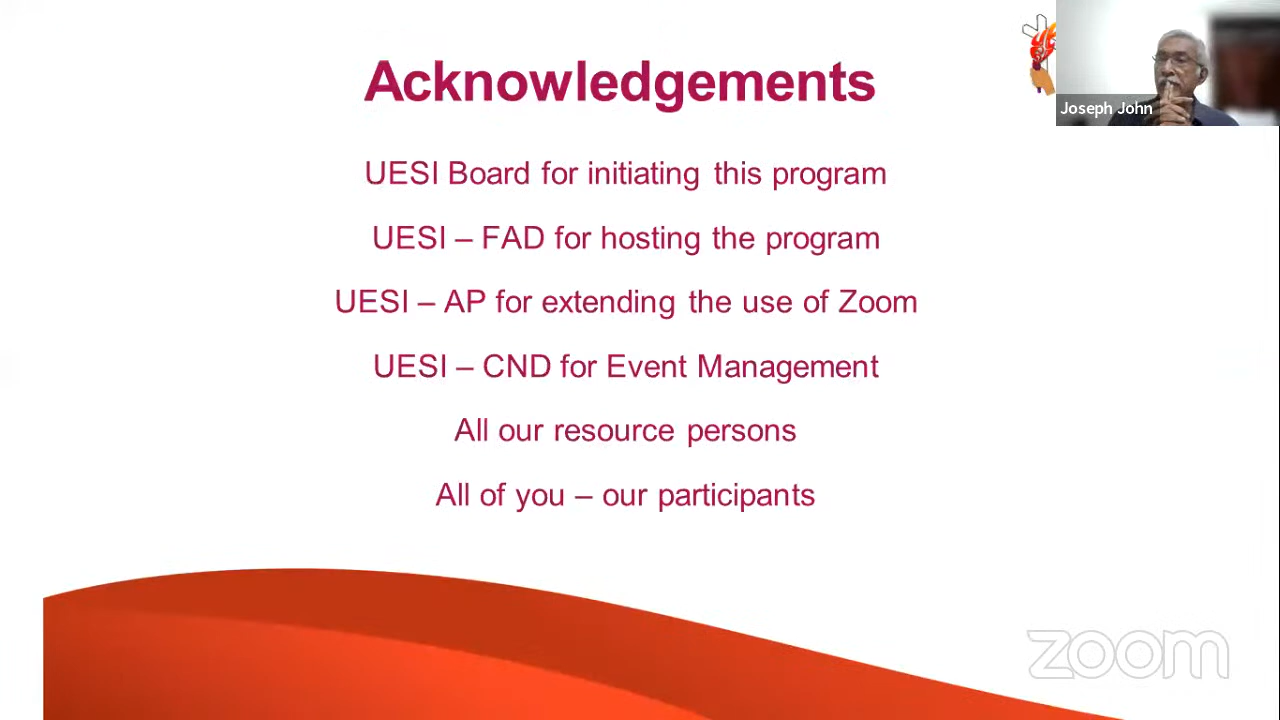 Acknowledgements
Joseph John
UESI Board for initiating this program
UESI – FAD for hosting the program
UESI – AP for extending the use of Zoom
UESI – CND for Event Management
All our resource persons
All of you – our participants
zoom